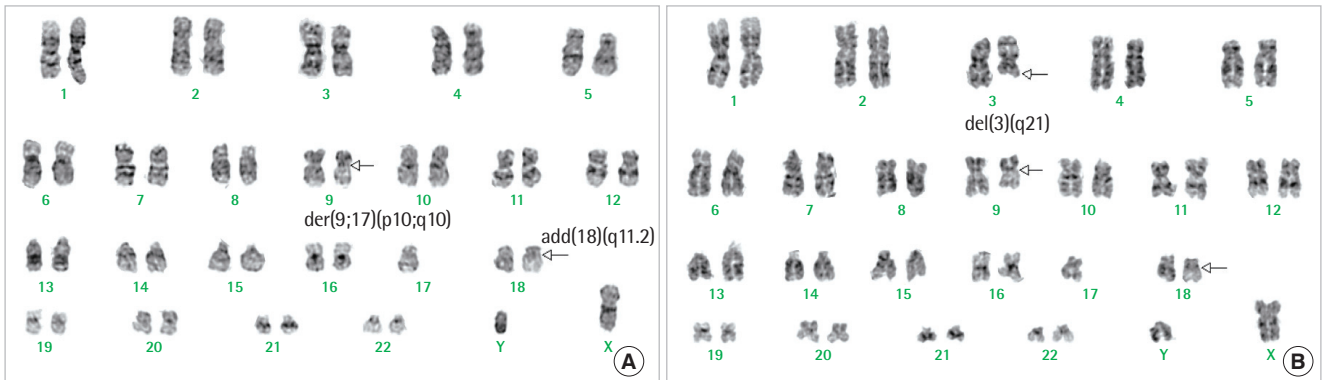 1 2 3 4 5
6 7 8 9 10 11 12
der(9;17)(p10;q10)
add(18)(q11.2)
13 14 15 16 17 18
19 20 21 22 Y X
A
1 2 3 4 5
del(3)(q21)
6 7 8 9 10 11 12
13 14 15 16 17 18
19 20 21 22 Y X
B